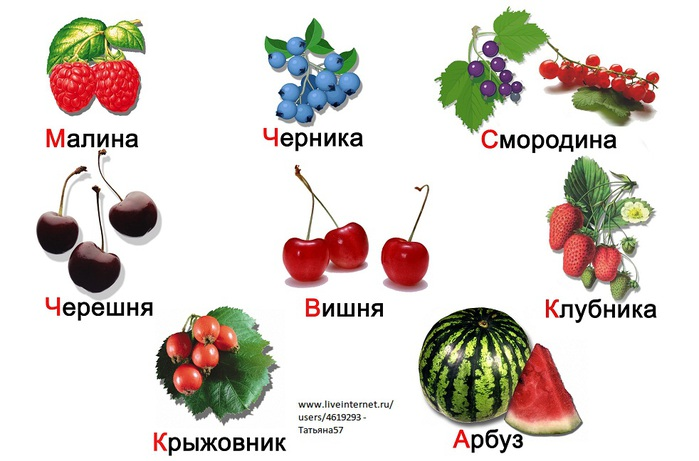 Малина
Черника
Смородина
Черешня
Вишня
Клубника
Крыжовник
www.liveinternet.ru/
users/4619293 -
Татьяна57
Арбуз